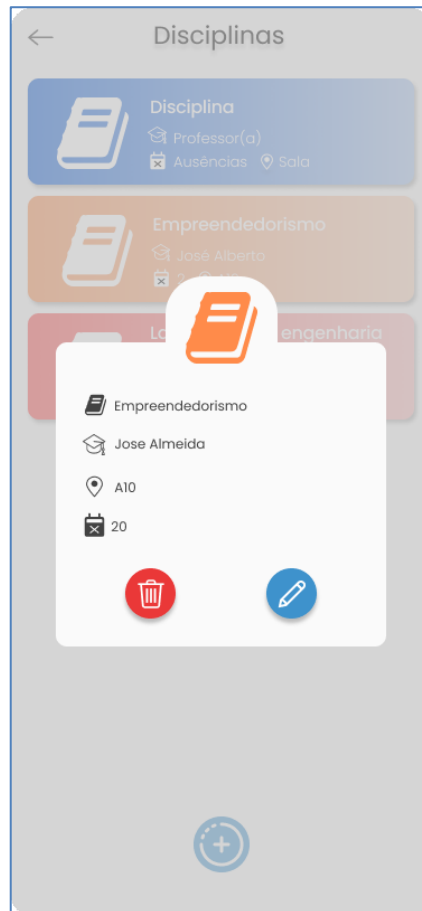 Disciplinas
Disciplina
Professor(a)
Ausências Sala
Empreendedorismo
José Alberto
engenharia
Empreendedorismo
Jose Almeida
A10
20